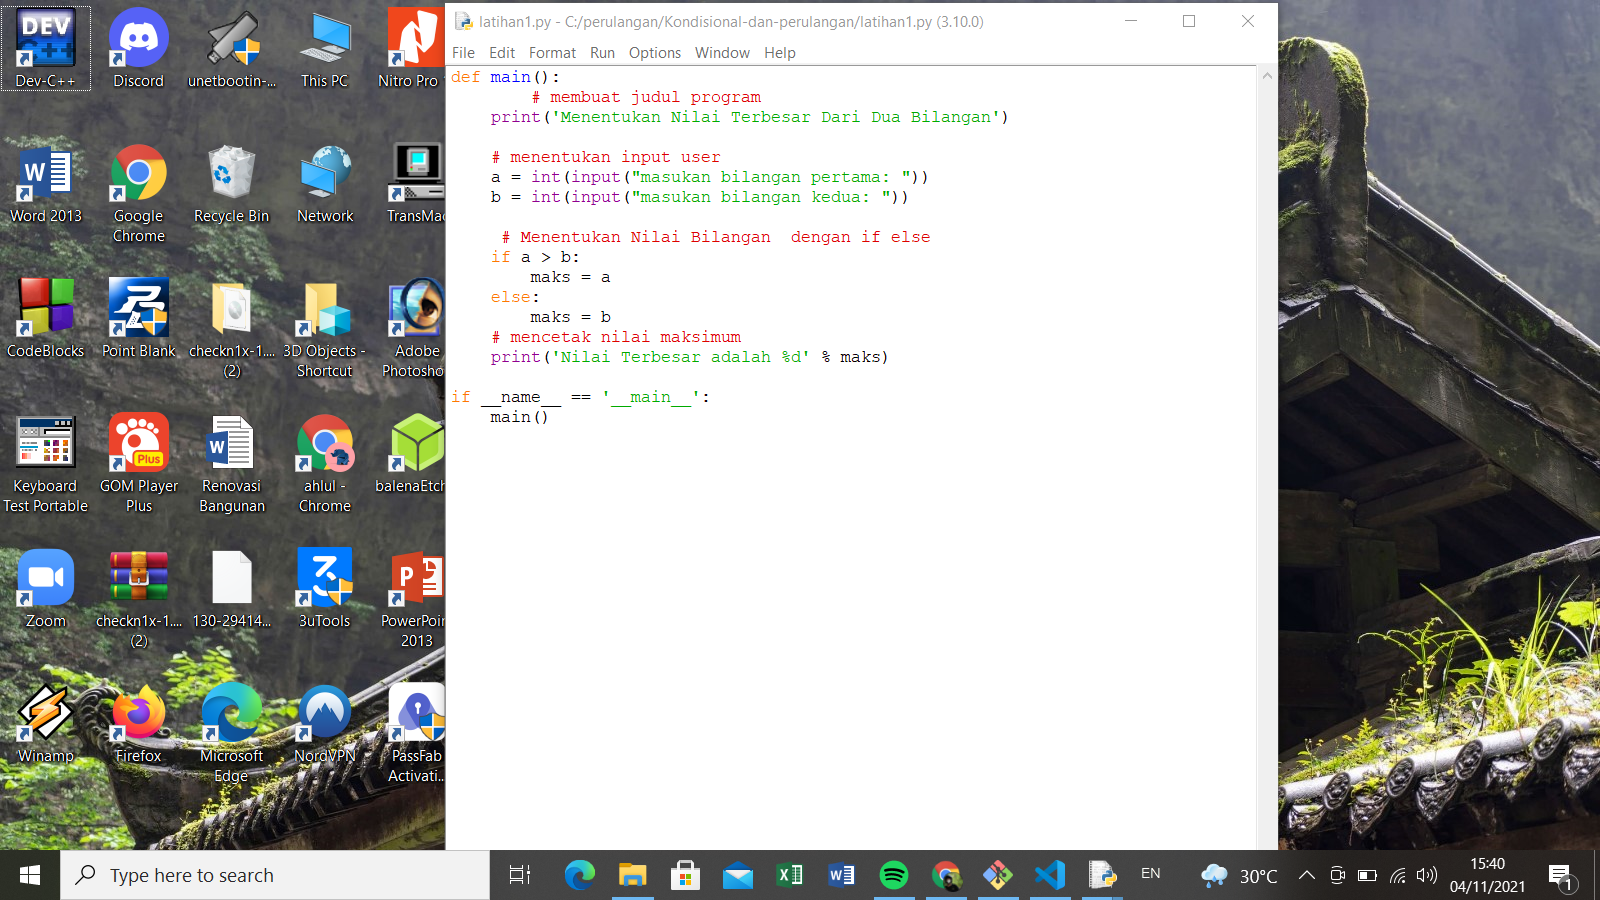 DEV
C++
Dev-C++
Discord
unetbootin-...
This PC
Nitro Pro
Word 2013
Google
Chrome
Recycle Bin
Network
TransMac
CodeBlocks
Point Blank
checkn1x-1....
(2)
3D Objects -
Shortcut
Adobe
Photosho
Keyboard
Test Portable
Plus
GOM Player
Plus
Renovasi
Bangunan
ahlul -
Chrome
balenaEtch
Zoom
checkn1x-1....
(2)
130-29414...
3uTools
PowerPoin
2013
Winamp
Firefox
Microsoft
Edge
NordVPN
PassFab
Activati...
latihan1.py - C:/perulangan/Kondisional-dan-perulangan/latihan1.py (3.10.0)
File Edit Format Run Options Window Help
def main():
# membuat judul program
print('Menentukan Nilai Terbesar Dari Dua Bilangan')
# menentukan input user
a = int(input("masukan bilangan pertama: "))
b = int(input("masukan bilangan kedua: "))
# Menentukan Nilai Bilangan  dengan if else
if a > b:
maks = a
else:
maks = b
# mencetak nilai maksimum
print('Nilai Terbesar adalah %d' % maks)
if __name__ == '__main__':
main()
Type here to search
EN
30°C
15:40
04/11/2021
1